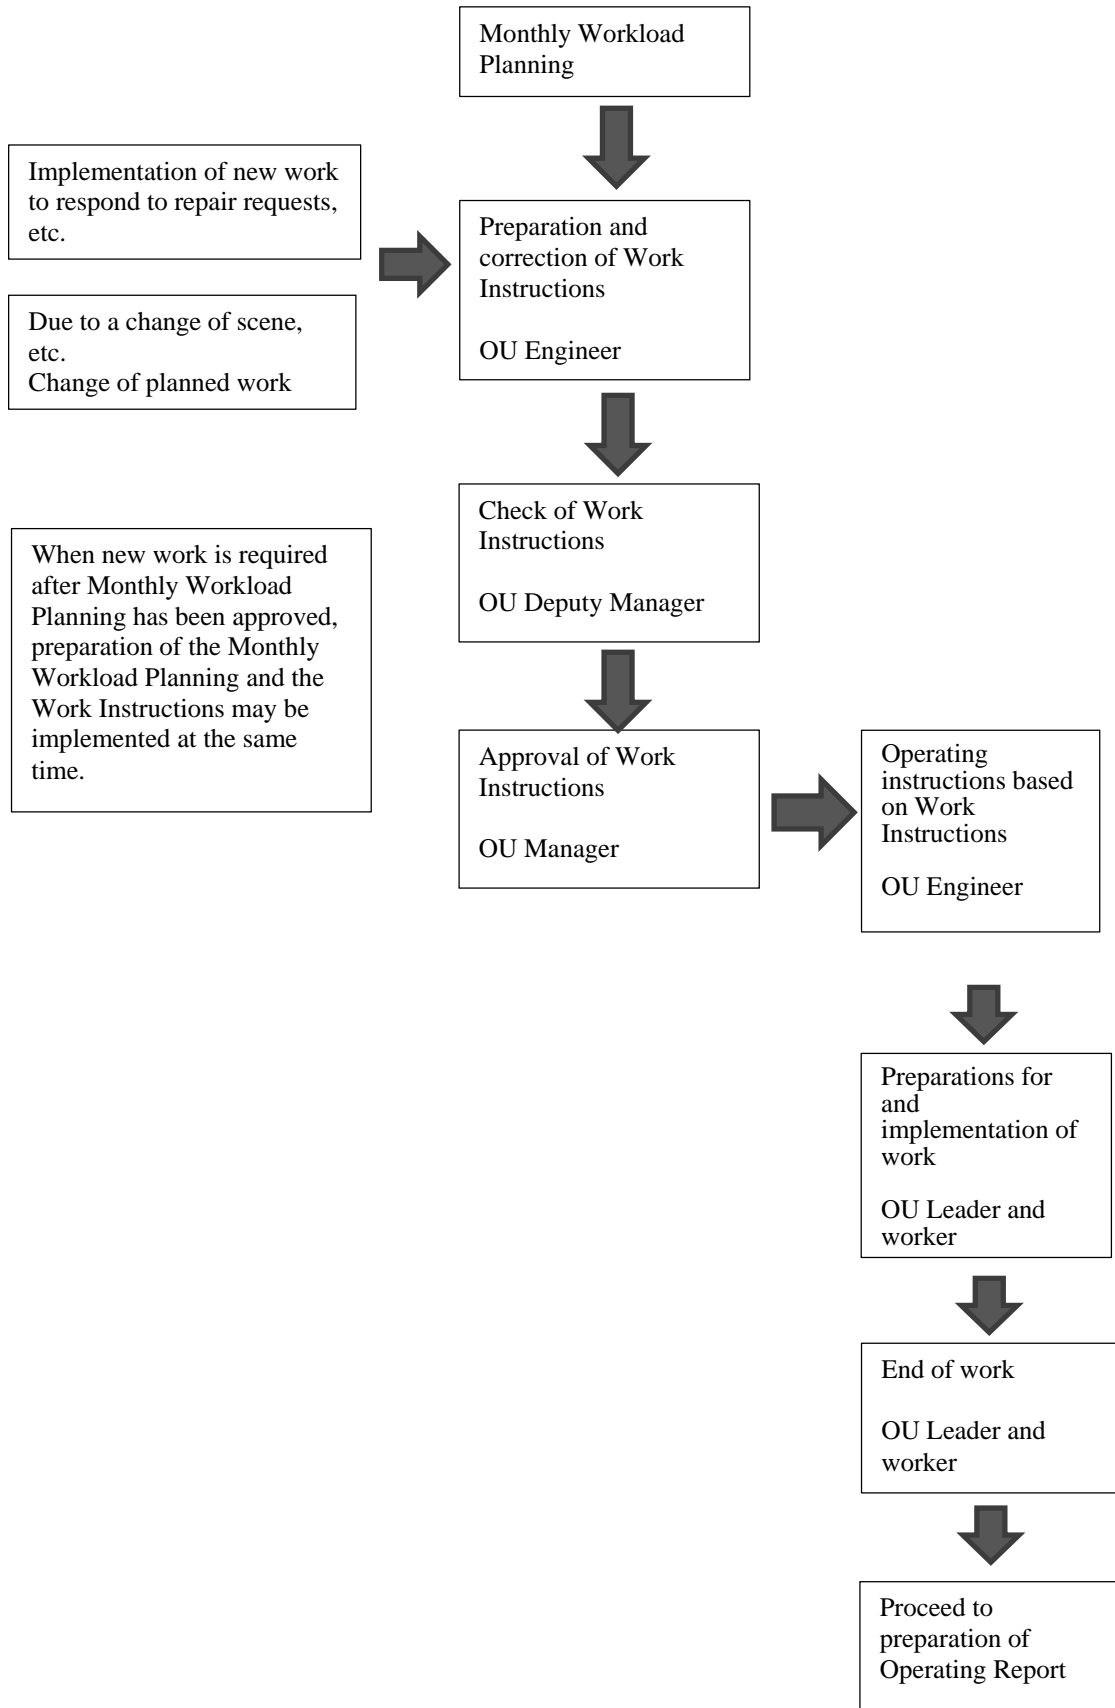 Monthly Workload
Planning
Implementation of new work
to respond to repair requests,
etc.
Due to a change of scene,
etc.
Change of planned work
Preparation and
correction of Work
Instructions
OU Engineer
When new work is required
after Monthly Workload
Planning has been approved,
preparation of the Monthly
Workload Planning and the
Work Instructions may be
implemented at the same
time.
Check of Work
Instructions
OU Deputy Manager
Approval of Work
Instructions
OU Manager
Operating
instructions based
on Work
Instructions
OU Engineer
Preparations for
and
implementation of
work
OU Leader and
worker
End of work
OU Leader and
worker
Proceed to
preparation of
Operating Report